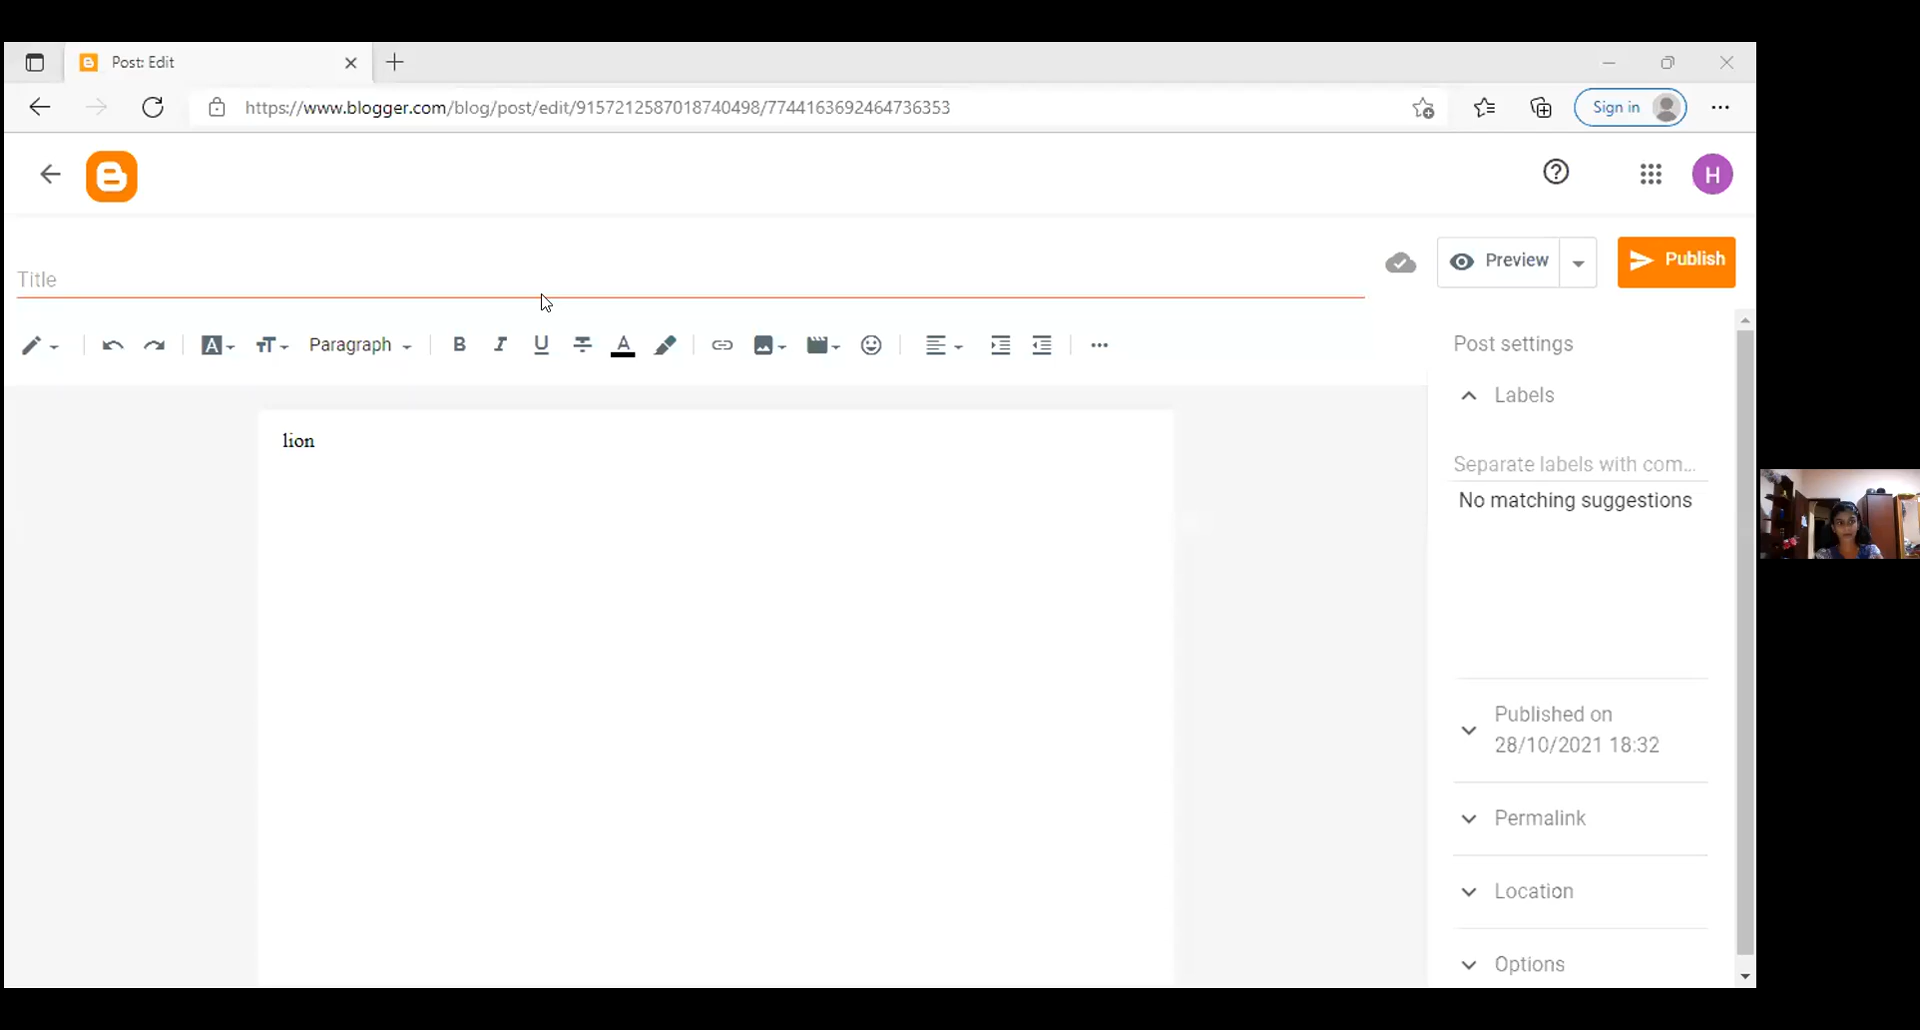 Post: Edit
https://www.blogger.com/blog/post/edit/9157212587018740498/7744163692464736353
Sign in
H
Title
Preview
Publish
Paragraph
B I U A
Post settings
Labels
lion
Separate labels with com...
No matching suggestions
Published on
28/10/2021 18:32
Permalink
Location
Options